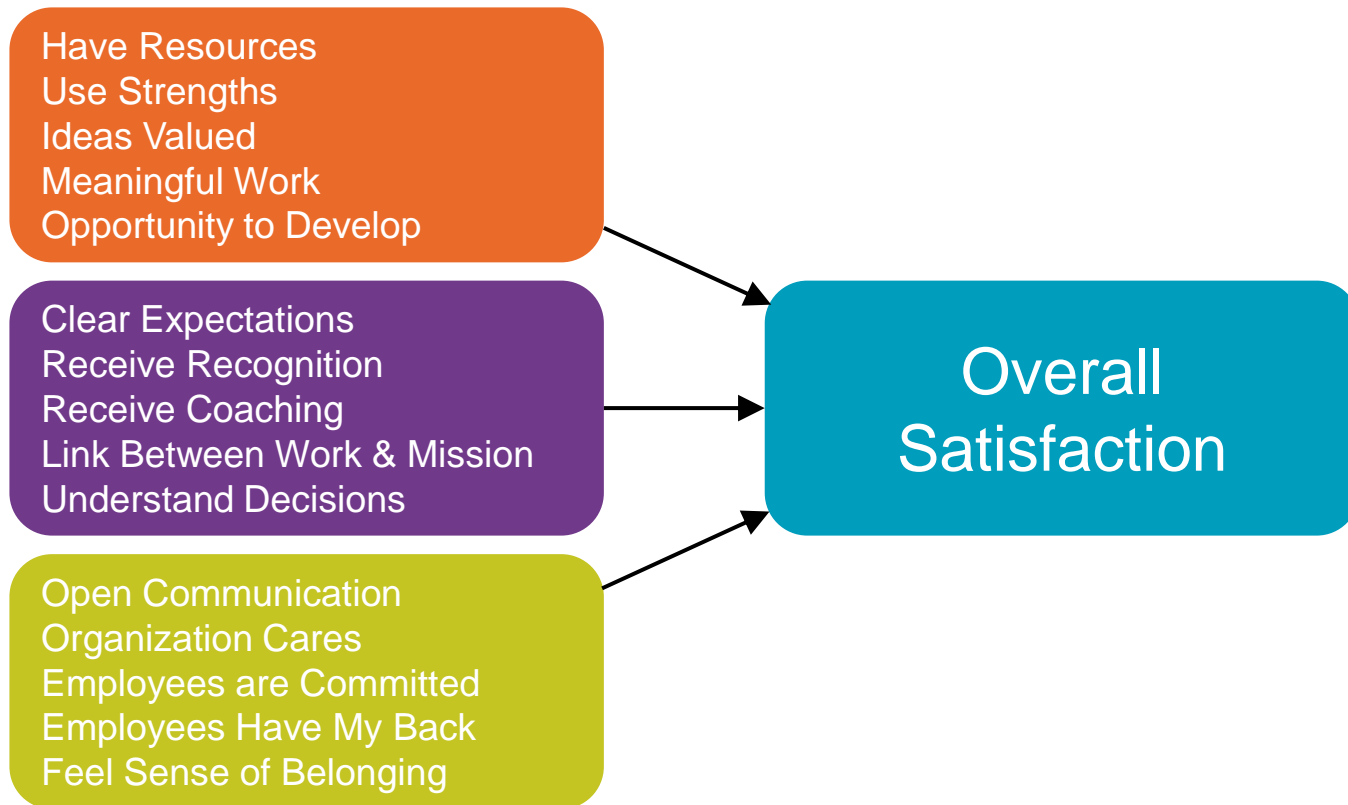 Have Resources
Use Strengths
Ideas Valued
Meaningful Work
Opportunity to Develop
Clear Expectations
Receive Recognition
Receive Coaching
Link Between Work & Mission
Understand Decisions
Open Communication
Organization Cares
Employees are Committed
Employees Have My Back
Feel Sense of Belonging
Overall
Satisfaction